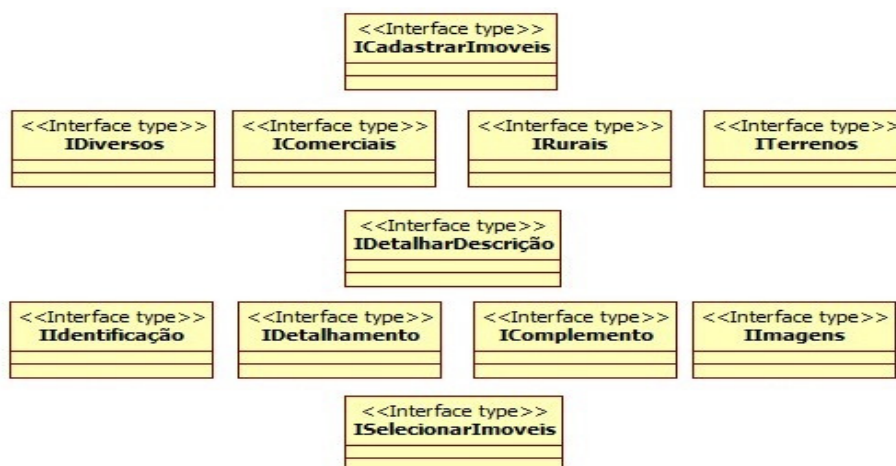 <<Interface type>>
ICadastrarImoveis
<<Interface type>>
IDiversos
<<Interface type>>
IComerciais
<<Interface type>>
IRurais
<<Interface type>>
ITerrenos
<<Interface type>>
IDetalharDescrição
<<Interface type>>
IIdentificação
<<Interface type>>
IDetalhamento
<<Interface type>>
IComplemento
<<Interface type>>
IImagens
<<Interface type>>
ISelecionarImoveis